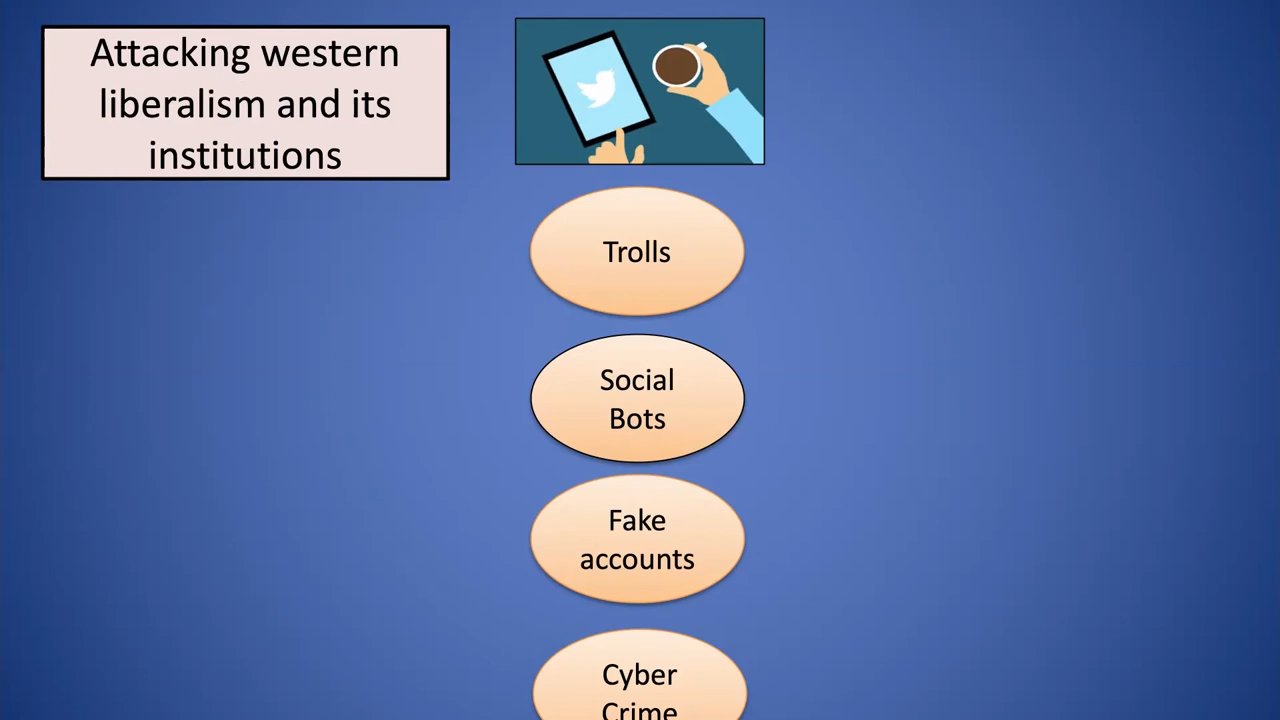 Attacking western
liberalism and its
institutions
Trolls
Social
Bots
Fake
accounts
Cyber
Crime